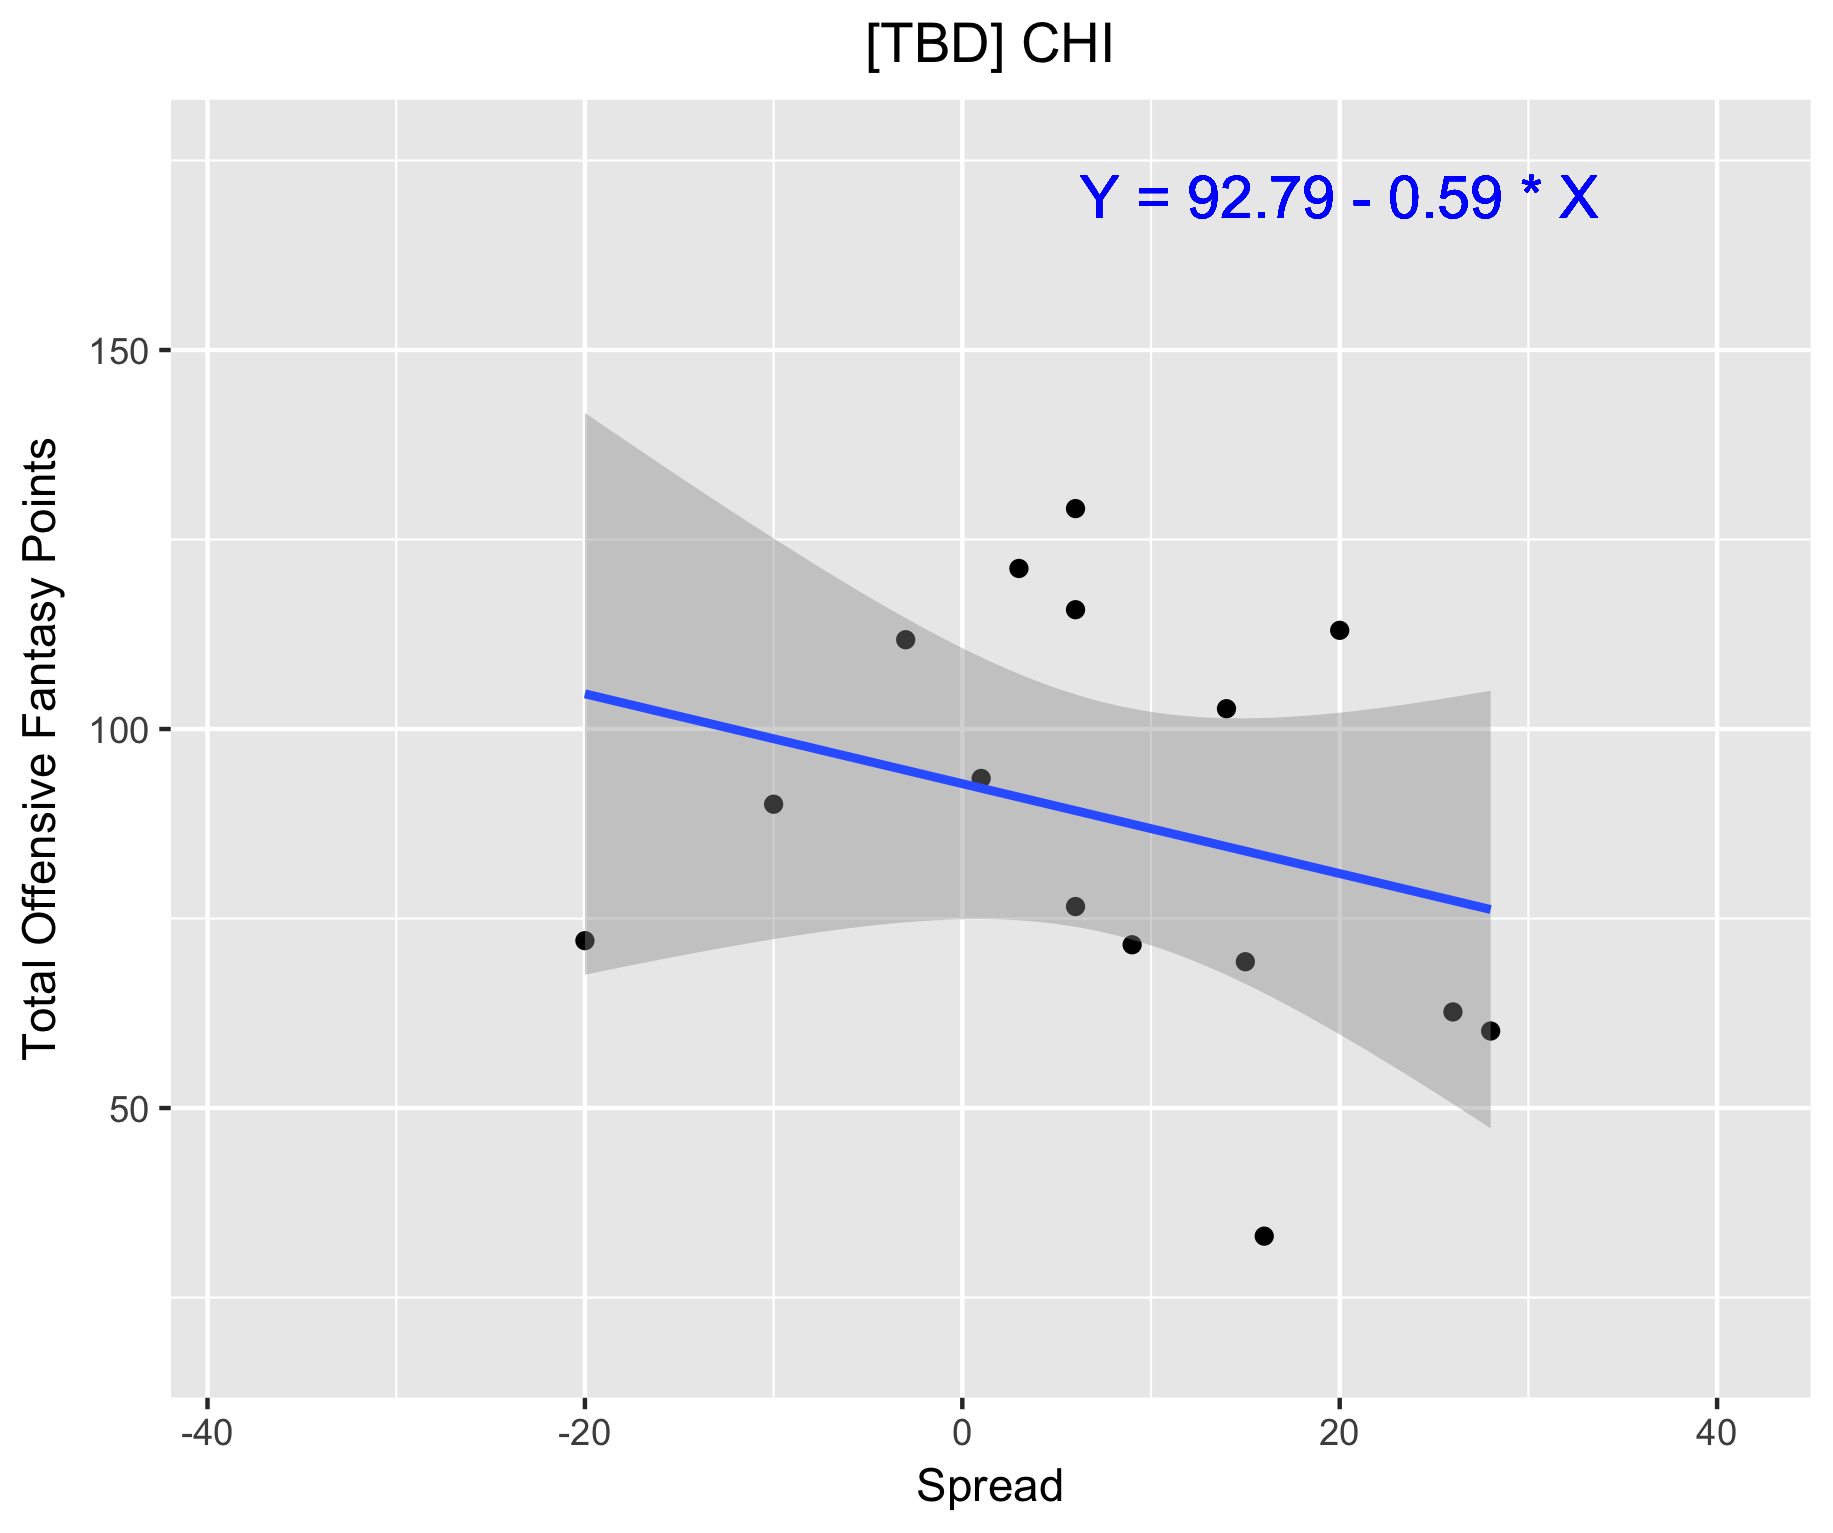 [TBD] CHI
Y = 92.79 - 0.59 * X
Total Offensive Fantasy Points
150
100
50
-40
-20
0
20
40
Spread